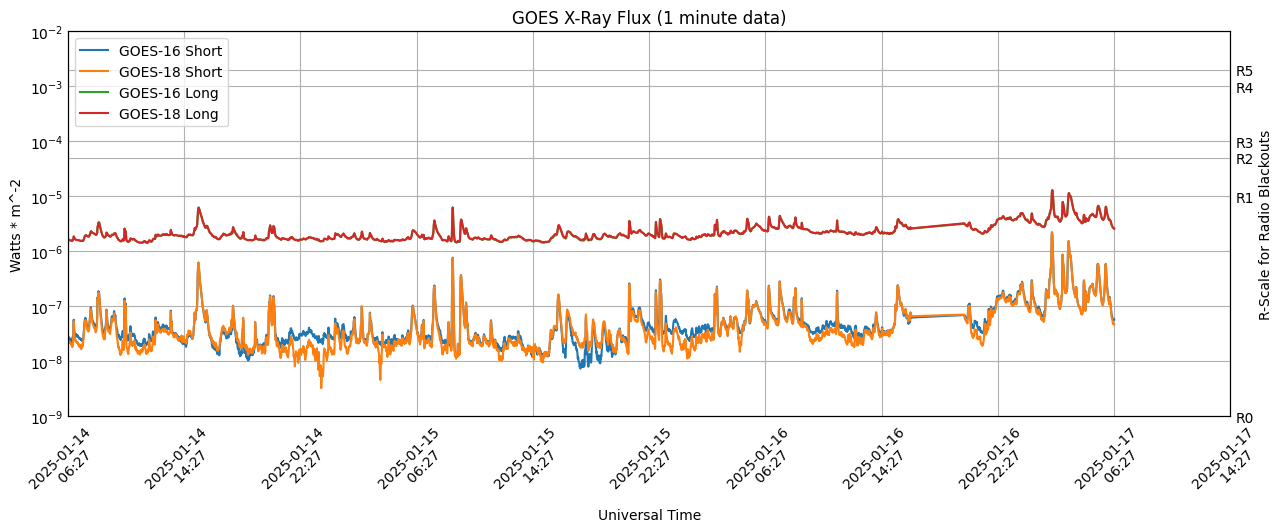 GOES X-Ray Flux (1 minute data)
GOES-16 Short
GOES-18 Short
GOES-16 Long
GOES-18 Long
Watts * m^-2
10^-2
10^-3
10^-4
10^-5
10^-6
10^-7
10^-8
10^-9
R5
R4
R3
R2
R1
R0
R-Scale for Radio Blackouts
2025-01-14
06:27
2025-01-14
14:27
2025-01-14
22:27
2025-01-15
06:27
2025-01-15
14:27
2025-01-15
22:27
2025-01-16
06:27
2025-01-16
14:27
2025-01-16
22:27
2025-01-17
06:27
2025-01-17
14:27
Universal Time